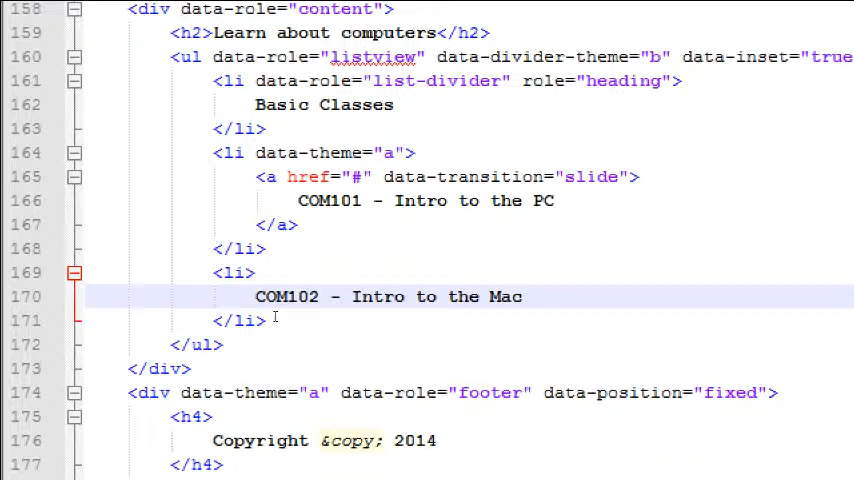 158 <div data-role="content">
159 <h2>Learn about computers</h2>
160 <ul data-role="listview" data-divider-theme="b" data-inset="true
161 <li data-role="list-divider" role="heading">
162 Basic Classes
163 </li>
164 <li data-theme="a">
165 <a href="#" data-transition="slide">
166 COM101 - Intro to the PC
167 </a>
168 </li>
169 <li>
170 COM102 - Intro to the Mac
171 </li>
172 </ul>
173 </div>
174 <div data-theme="a" data-role="footer" data-position="fixed">
175 <h4>
176 Copyright &copy; 2014
177 </h4>